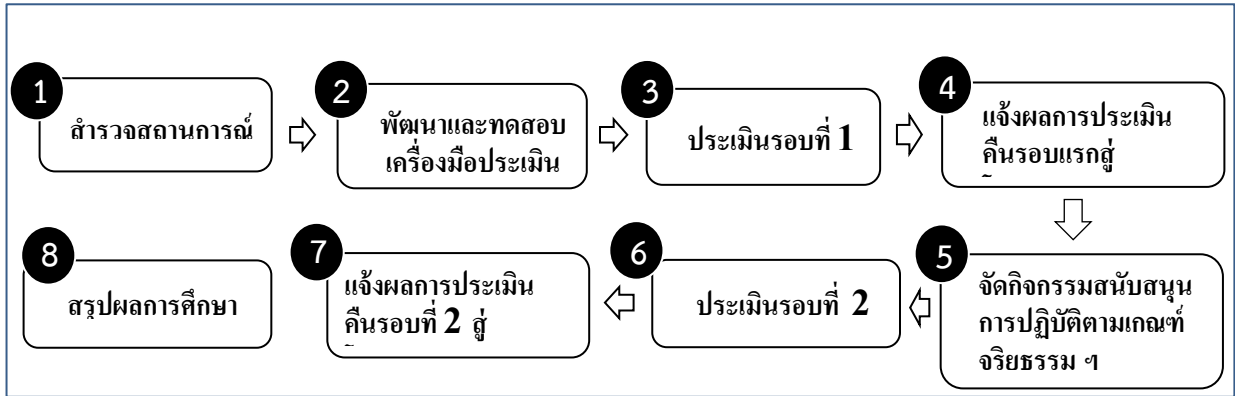 1
สำรวจสถานการณ์
2
พัฒนาและทดสอบ
เครื่องมือประเมิน
3
ประเมินรอบที่ 1
4
แจ้งผลการประเมิน
คืนรอบแรกสู่
5
จัดกิจกรรมสนับสนุน
การปฏิบัติตามเกณฑ์
จริยธรรม ฯ
6
ประเมินรอบที่ 2
7
แจ้งผลการประเมิน
คืนรอบที่ 2 สู่
8
สรุปผลการศึกษา